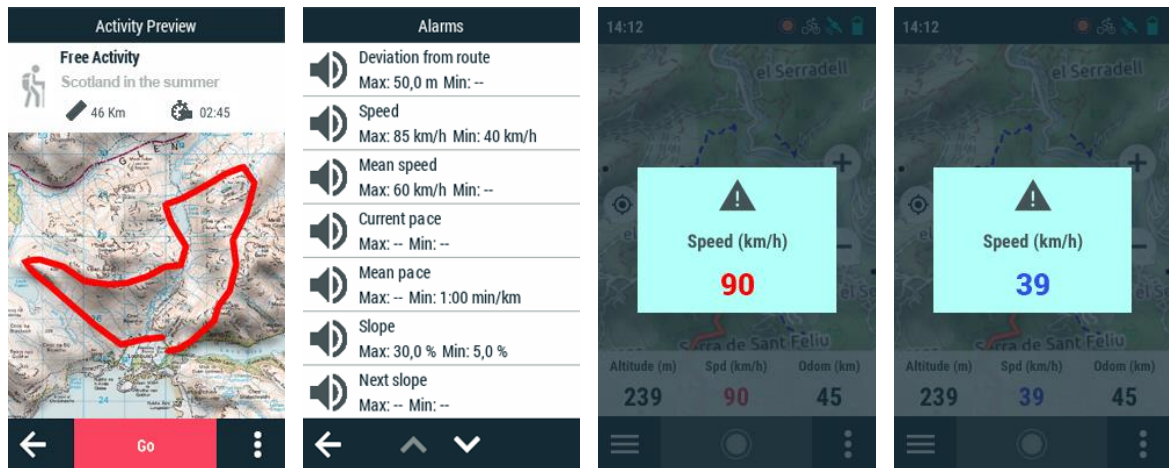 Activity Preview
Free Activity
Scotland in the summer
46 Km 02:45
G L E N
24
Go
Alarms
Deviation from route
Max: 50,0 m Min: --
Speed
Max: 85 km/h Min: 40 km/h
Mean speed
Max: 60 km/h Min: --
Current pace
Max: -- Min: --
Mean pace
Max: -- Min: 1:00 min/km
Slope
Max: 30,0 % Min: 5,0 %
Next slope
Max: -- Min: --
14:12
el Serradell
Speed (km/h)
90
Serra de Sant Feliu
Altitude (m) Spd (km/h) Odom (km)
239 90 45
14:12
el Serradell
Speed (km/h)
39
Serra de Sant Feliu
Altitude (m) Spd (km/h) Odom (km)
239 39 45